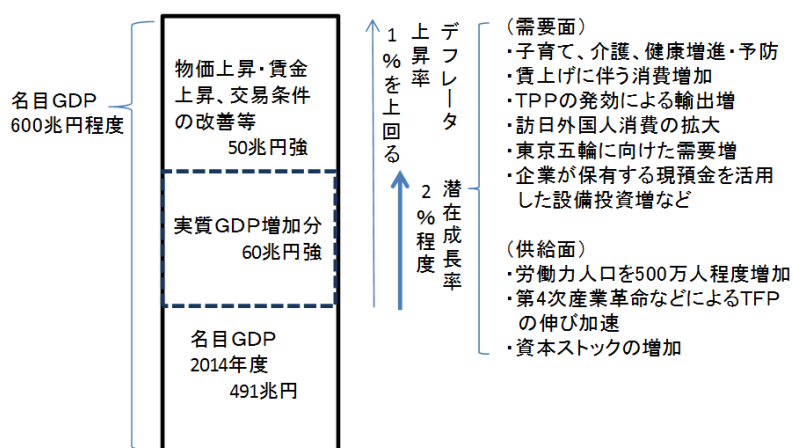 名目ＧＤＰ
600兆円程度
物価上昇・賃金
上昇、交易条件
の改善等
50兆円強
実質ＧＤＰ増加分
60兆円強
名目ＧＤＰ
2014年度
491兆円
デフレータ
上昇率
1%を上回る
潜在成長率
2%程度
（需要面）
・子育て、介護、健康増進・予防
・賃上げに伴う消費増加
・ＴＰＰの発効による輸出増
・訪日外国人消費の拡大
・東京五輪に向けた需要増
・企業が保有する現預金を活用
した設備投資増など
（供給面）
・労働力人口を500万人程度増加
・第4次産業革命などによるＴＦＰ
の伸び加速
・資本ストックの増加